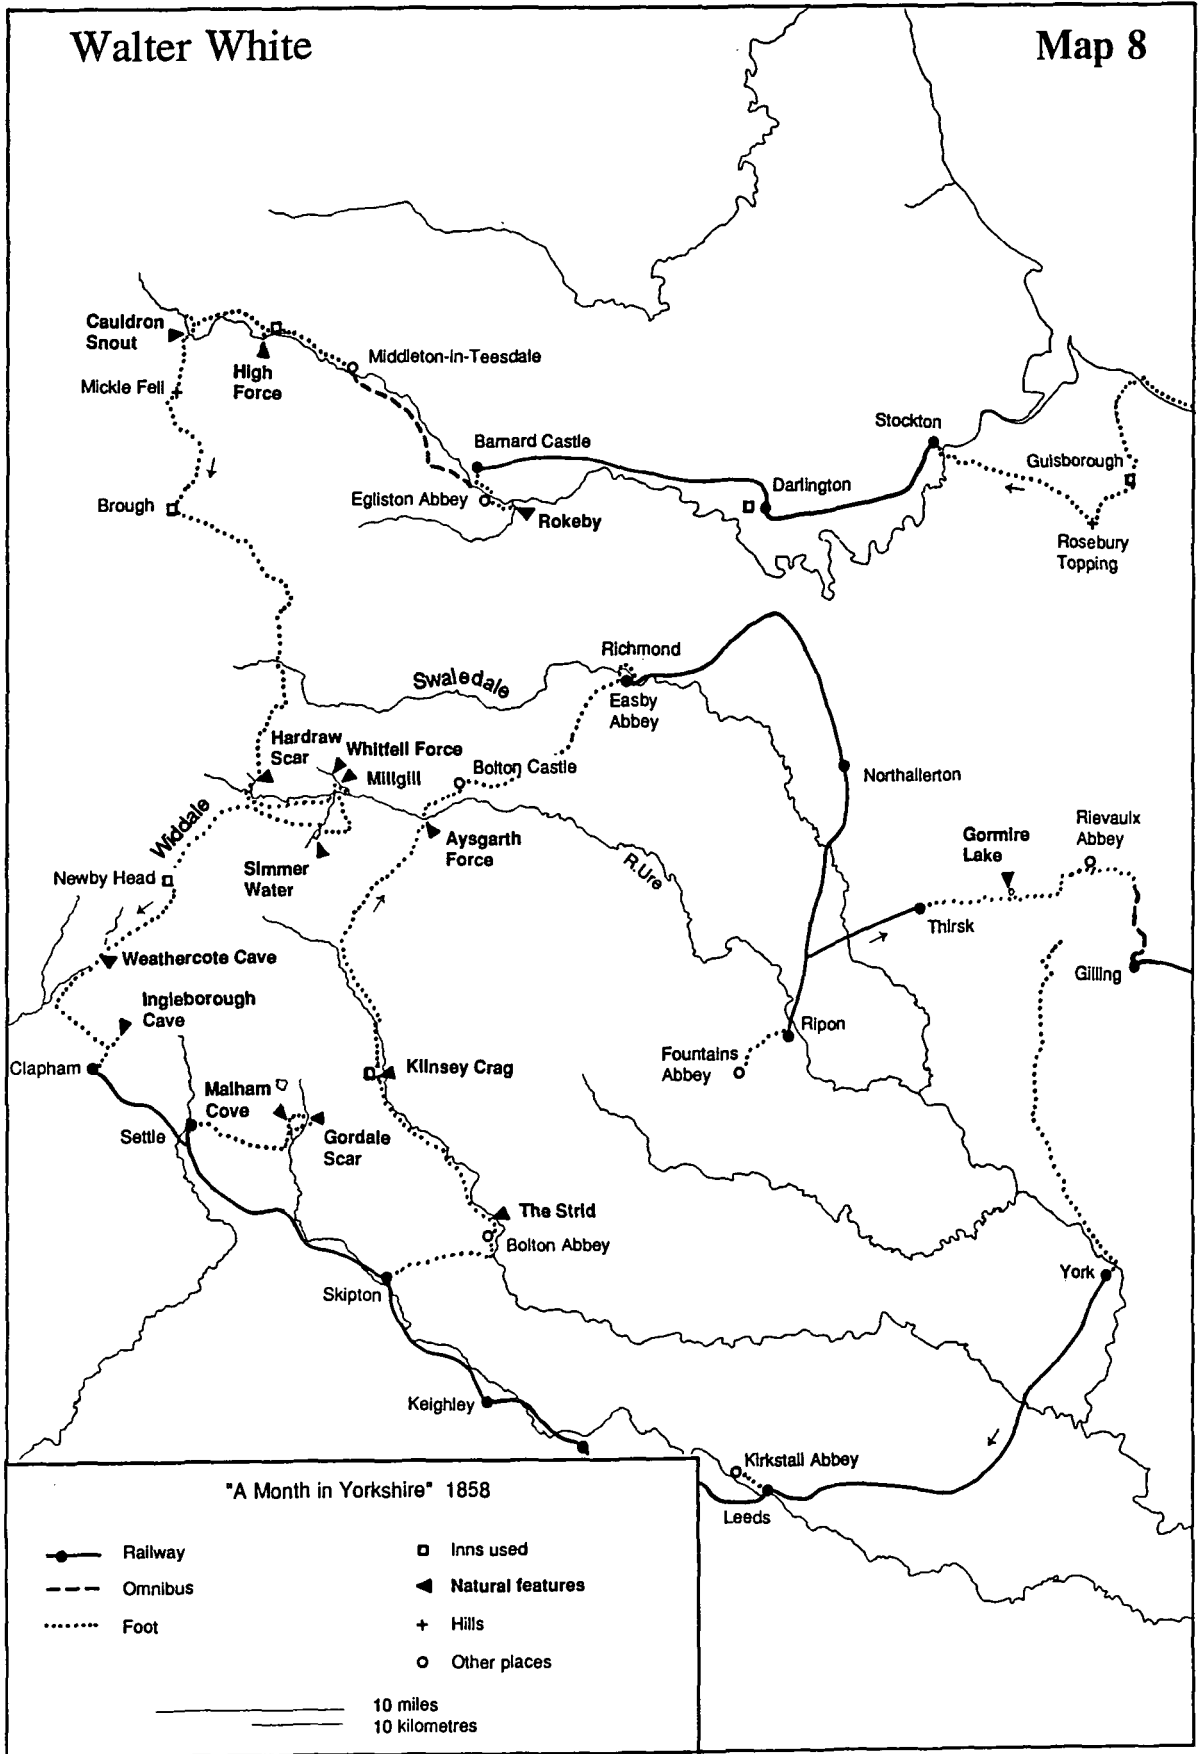 Walter White
Map 8
Cauldron
Snout
High
Force
Middleton-in-Teesdale
Mickle Fell
Stockton
Barnard Castle
Guisborough
Darlington
Brough
Egliston Abbey
Rokeby
Rosebury
Topping
Richmond
Swaledale
Easby
Abbey
Hardraw
Scar
Whitfell Force
Millgill
Bolton Castle
Northallerton
Widdale
Aysgarth
Force
Simmer
Water
R.Ure
Gormire
Lake
Rievaulx
Abbey
Newby Head
Thirsk
Weathercote Cave
Gilling
Ingleborough
Cave
Ripon
Clapham
Kilnsey Crag
Fountains
Abbey
Malham
Cove
Settle
Gordale
Scar
The Strid
Bolton Abbey
York
Skipton
Keighley
Kirkstall Abbey
Leeds
"A Month in Yorkshire" 1858
Railway
Omnibus
Foot
Inns used
Natural features
Hills
Other places
10 miles
10 kilometres